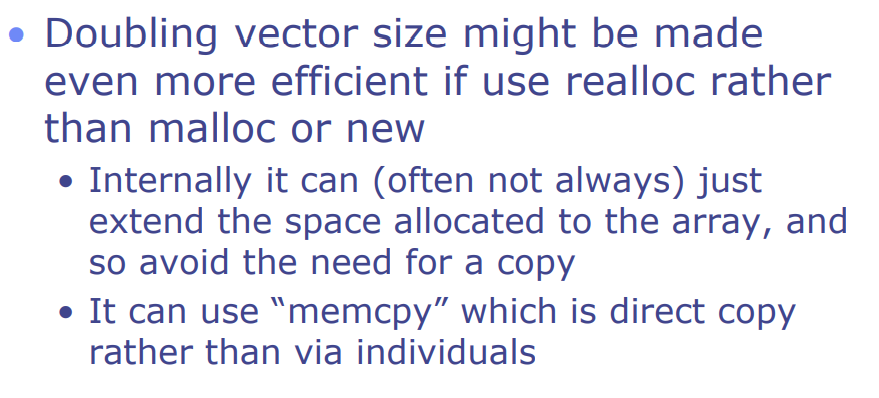 • Doubling vector size might be made
even more efficient if use realloc rather
than malloc or new
• Internally it can (often not always) just
extend the space allocated to the array, and
so avoid the need for a copy
• It can use “memcpy” which is direct copy
rather than via individuals